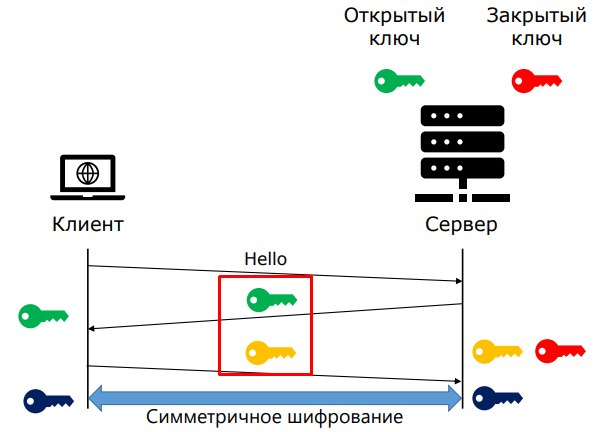 Открытый
ключ
Закрытый
ключ
Клиент
Сервер
Hello
Симметричное шифрование